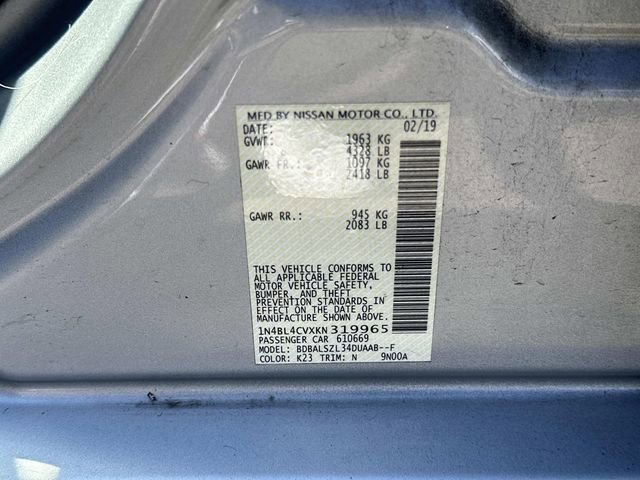 MFD BY NISSAN MOTOR CO., LTD.
DATE: 02/19
GVWR: 1963 KG
4328 LB
GAWR FR.: 1097 KG
2418 LB
GAWR RR.: 945 KG
2083 LB
THIS VEHICLE CONFORMS TO
ALL APPLICABLE FEDERAL
MOTOR VEHICLE SAFETY,
BUMPER, AND THEFT
PREVENTION STANDARDS IN
EFFECT ON THE DATE OF
MANUFACTURE SHOWN ABOVE.
1N4BL4CVXKN319965
PASSENGER CAR 610669
MODEL: BDBALSZL34DUAAB--F
COLOR: K23 TRIM: N 9N00A